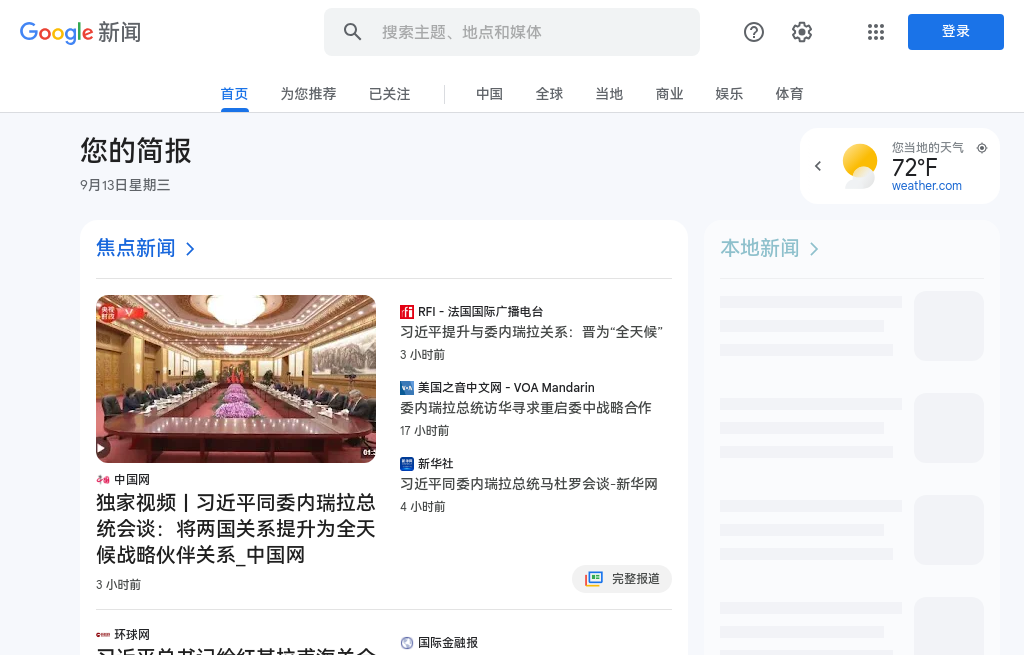 Google 新闻
搜索主题、地点和媒体
登录
首页
为您推荐
已关注
中国
全球
当地
商业
娱乐
体育
您的简报
9月13日星期三
您当地的天气
72°F
weather.com
焦点新闻
本地新闻
央视
时政
中国网
独家视频丨习近平同委内瑞拉总
统会谈：将两国关系提升为全天
候战略伙伴关系_中国网
3 小时前
RFI - 法国国际广播电台
习近平提升与委内瑞拉关系：晋为“全天候”
3 小时前
VOA
美国之音中文网 - VOA Mandarin
委内瑞拉总统访华寻求重启委中战略合作
17 小时前
新华社
习近平同委内瑞拉总统马杜罗会谈-新华网
4 小时前
完整报道
环球网
国际金融报